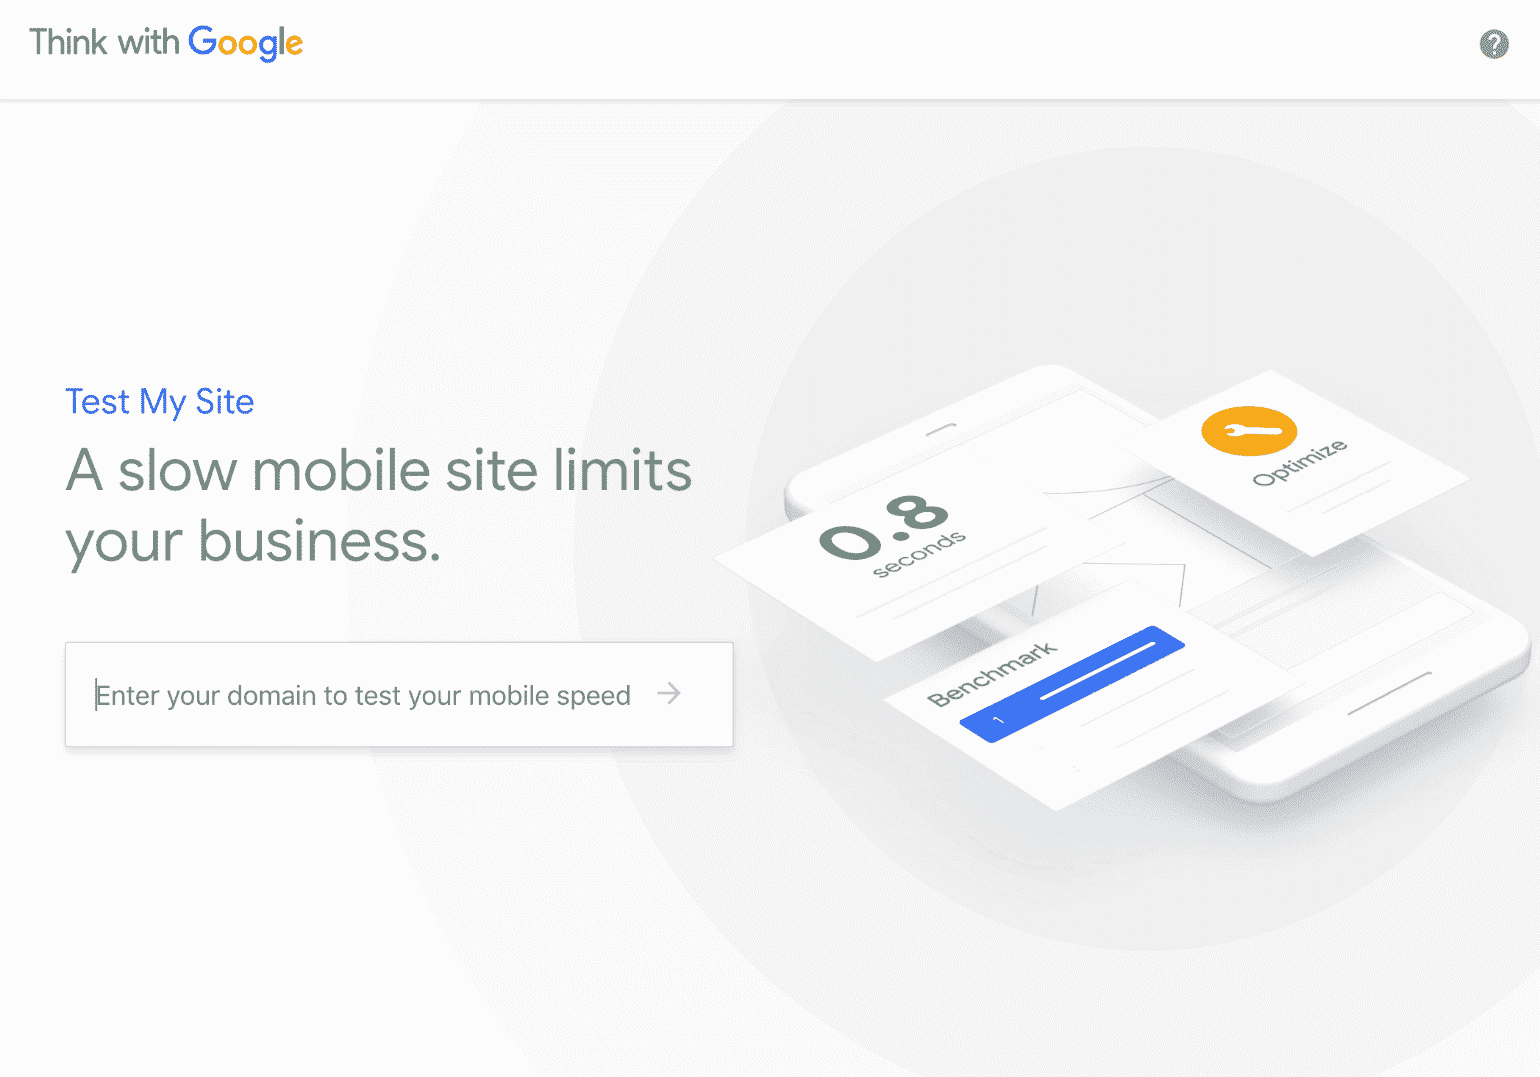 Think with Google
Test My Site
A slow mobile site limits
your business.
Enter your domain to test your mobile speed
0.8
seconds
Optimize
Benchmark
1